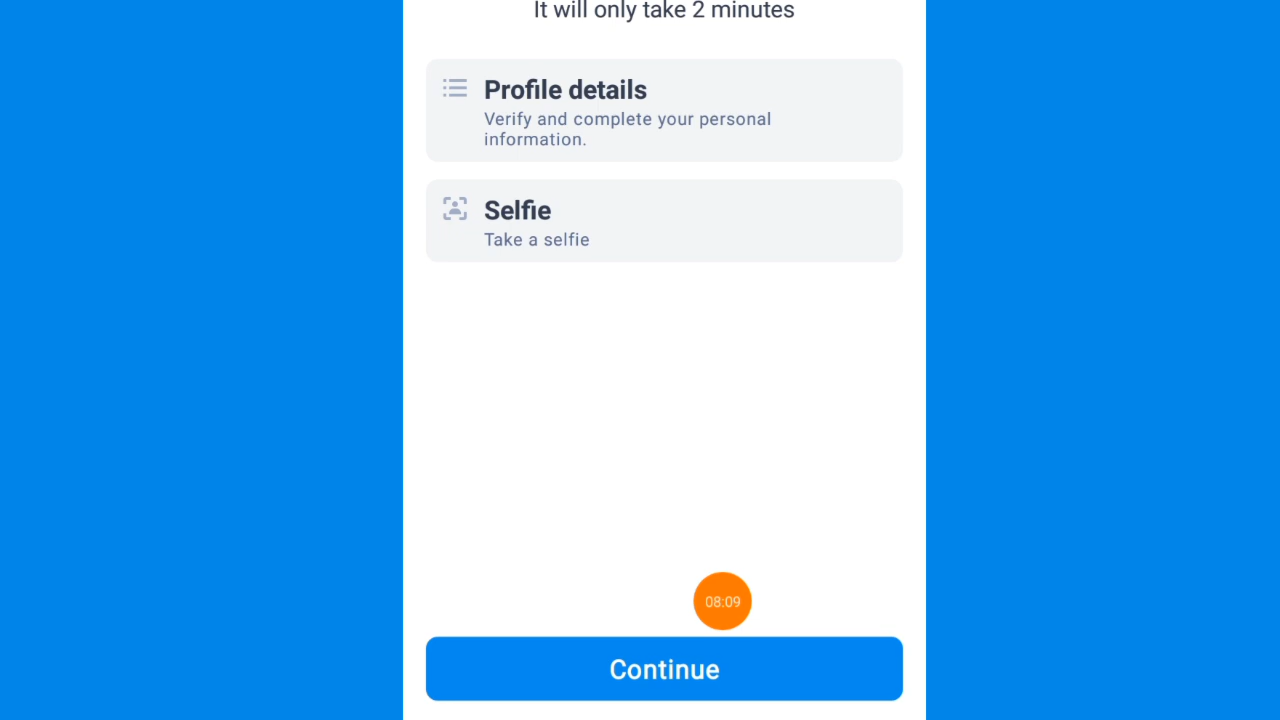 It will only take 2 minutes
Profile details
Verify and complete your personal
information.
Selfie
Take a selfie
08:09
Continue